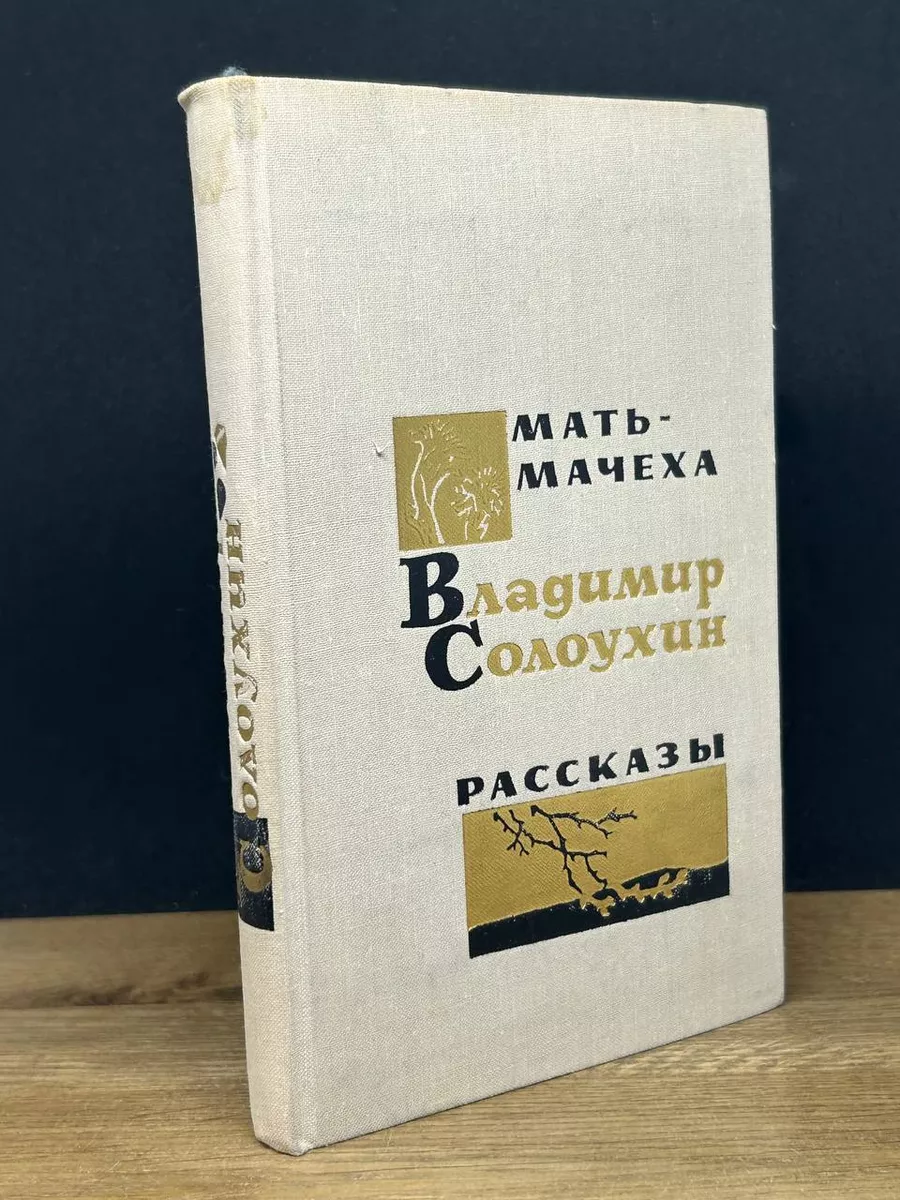 МАТЬ-
МАЧЕХА
Владимир
Солоухин
РАССКАЗЫ
Солоухин